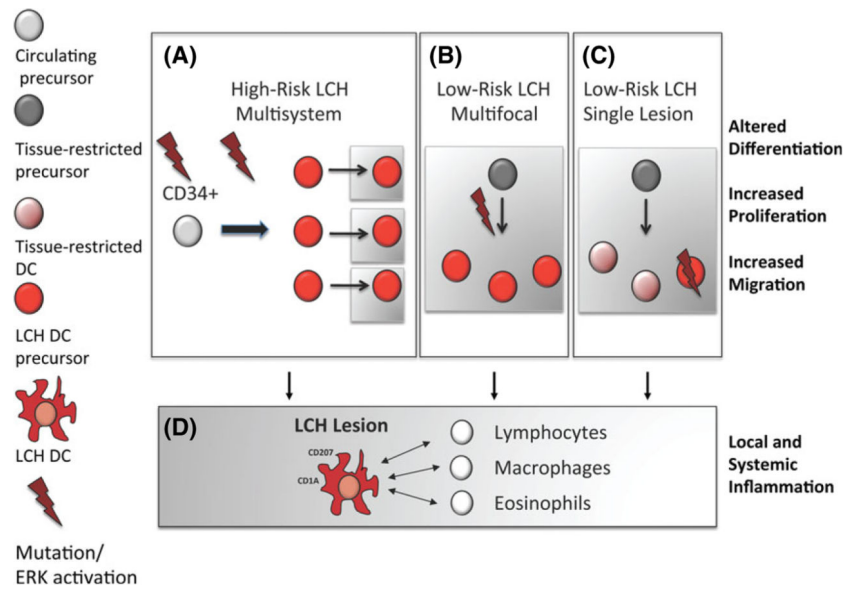 Circulating
precursor
Tissue-restricted
precursor
Tissue-restricted
DC
LCH DC
precursor
LCH DC
Mutation/
ERK activation
(A)
High-Risk LCH
Multisystem
CD34+
(B)
Low-Risk LCH
Multifocal
(C)
Low-Risk LCH
Single Lesion
Altered
Differentiation
Increased
Proliferation
Increased
Migration
(D)
LCH Lesion
CD207
CD1A
Lymphocytes
Macrophages
Eosinophils
Local and
Systemic
Inflammation